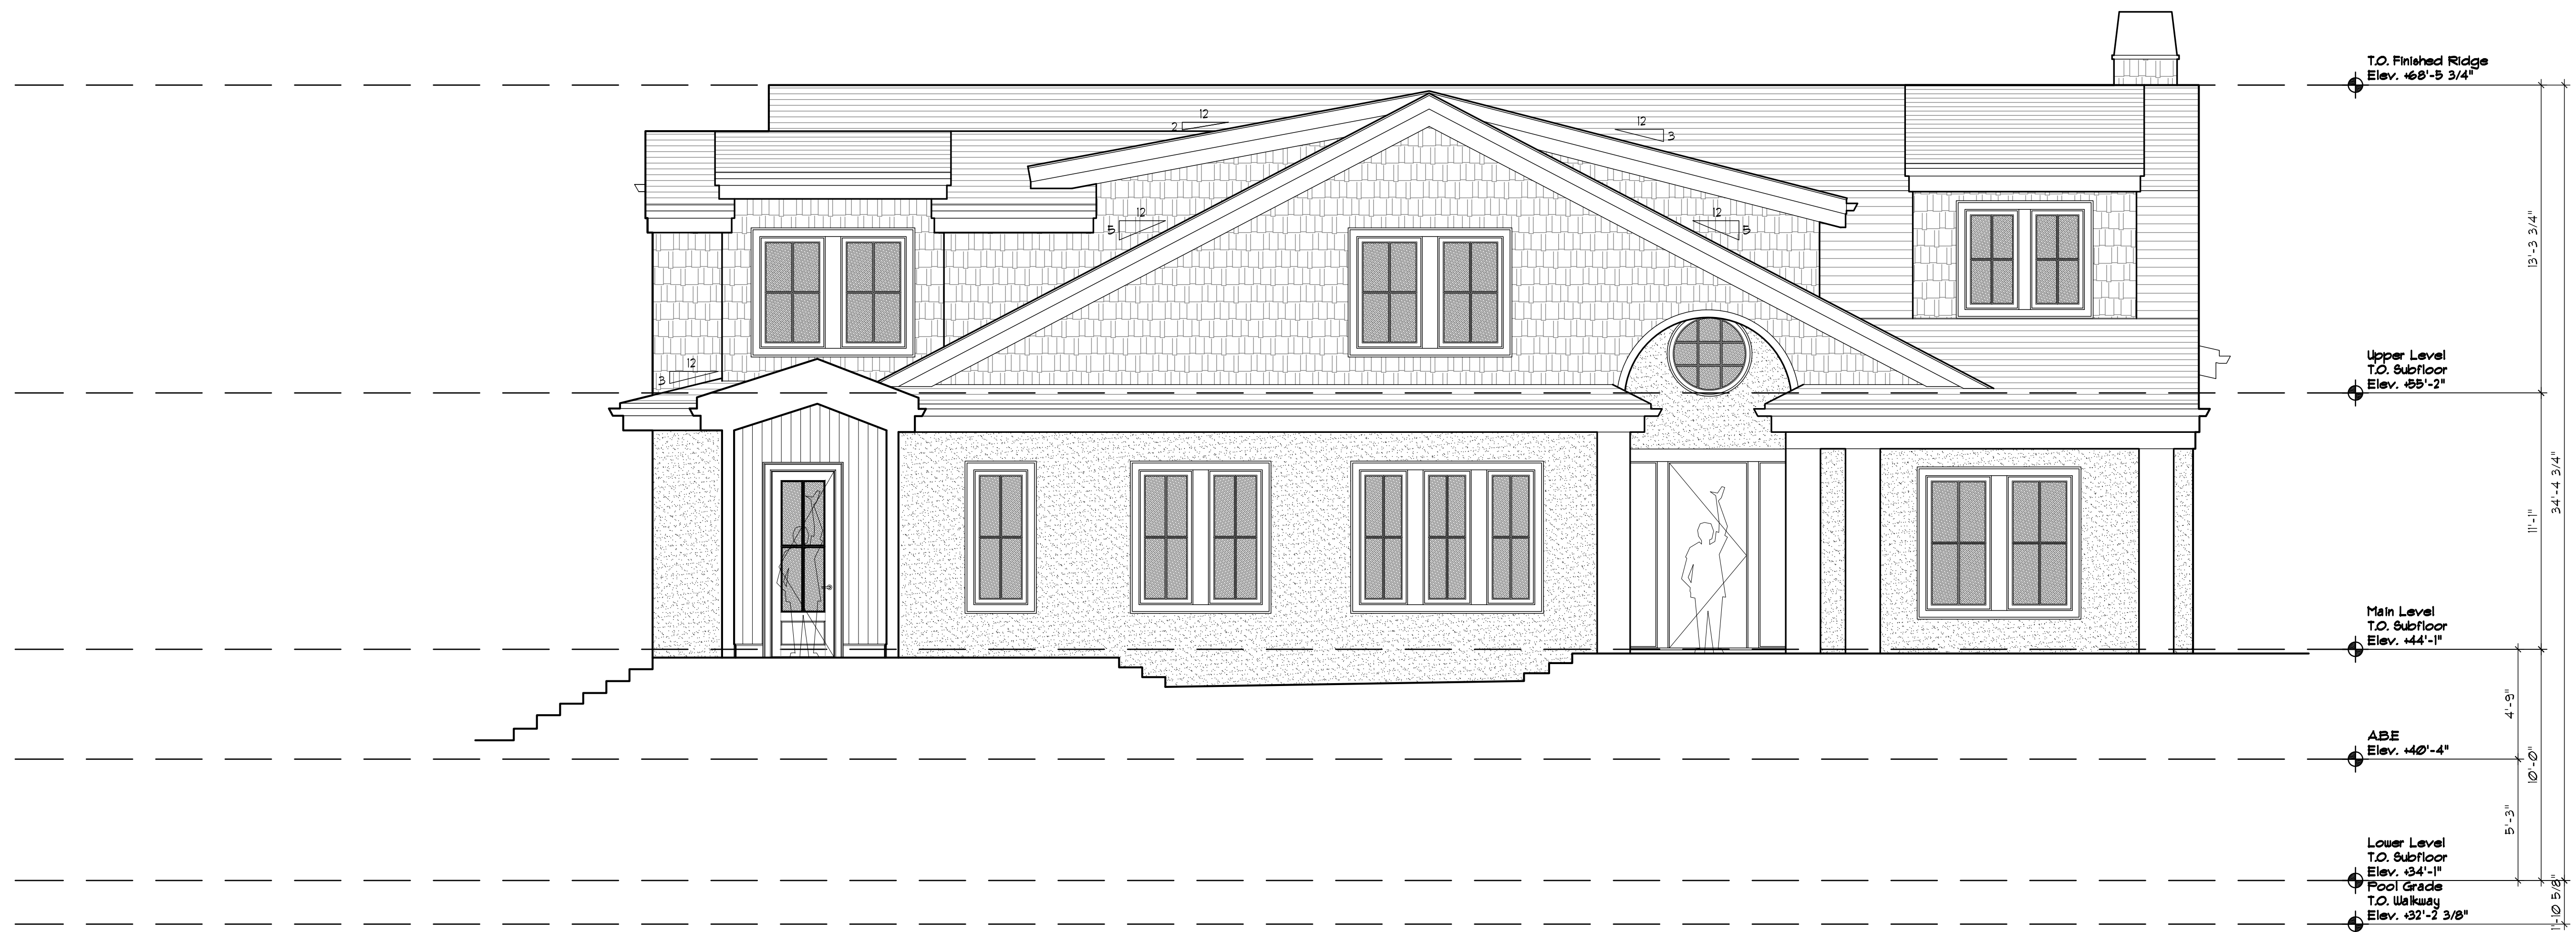 T.O. Finished Ridge
Elev. +68'-5 3/4"
12
2
12
3
12
5
12
5
12
3
13'-3 3/4"
Upper Level
T.O. Subfloor
Elev. +55'-2"
34'-4 3/4"
11'-1"
Main Level
T.O. Subfloor
Elev. +44'-1"
4'-9"
A.B.E
Elev. +40'-4"
10'-0"
5'-3"
Lower Level
T.O. Subfloor
Elev. +34'-1"
Pool Grade
T.O. Walkway
Elev. +32'-2 3/8"
1'-10 5/8"